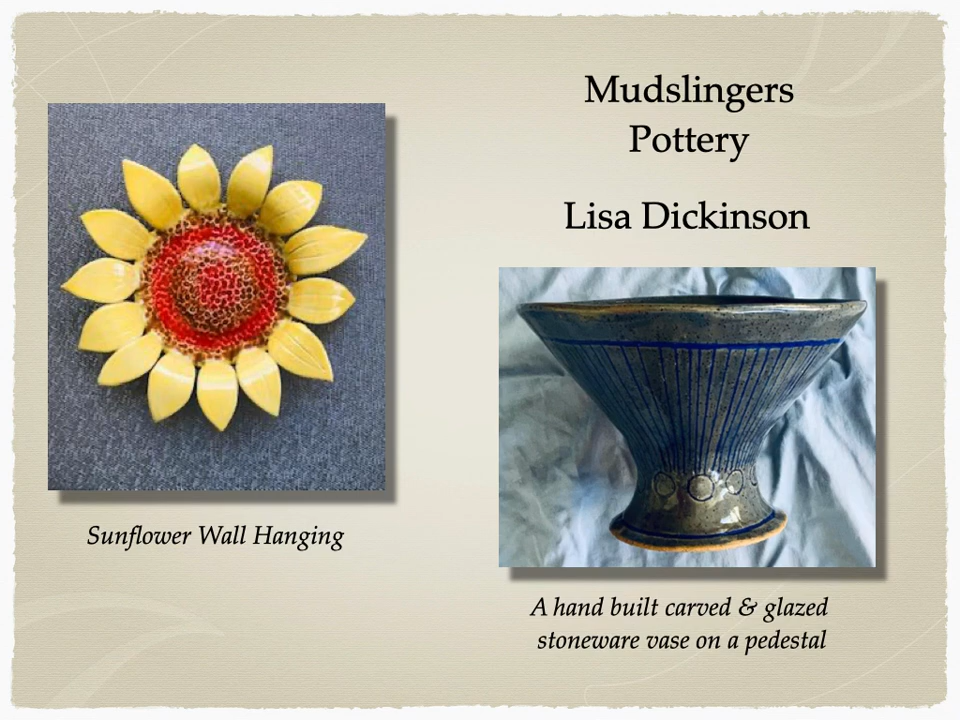 Mudslingers
Pottery
Lisa Dickinson
Sunflower Wall Hanging
A hand built carved & glazed
stoneware vase on a pedestal